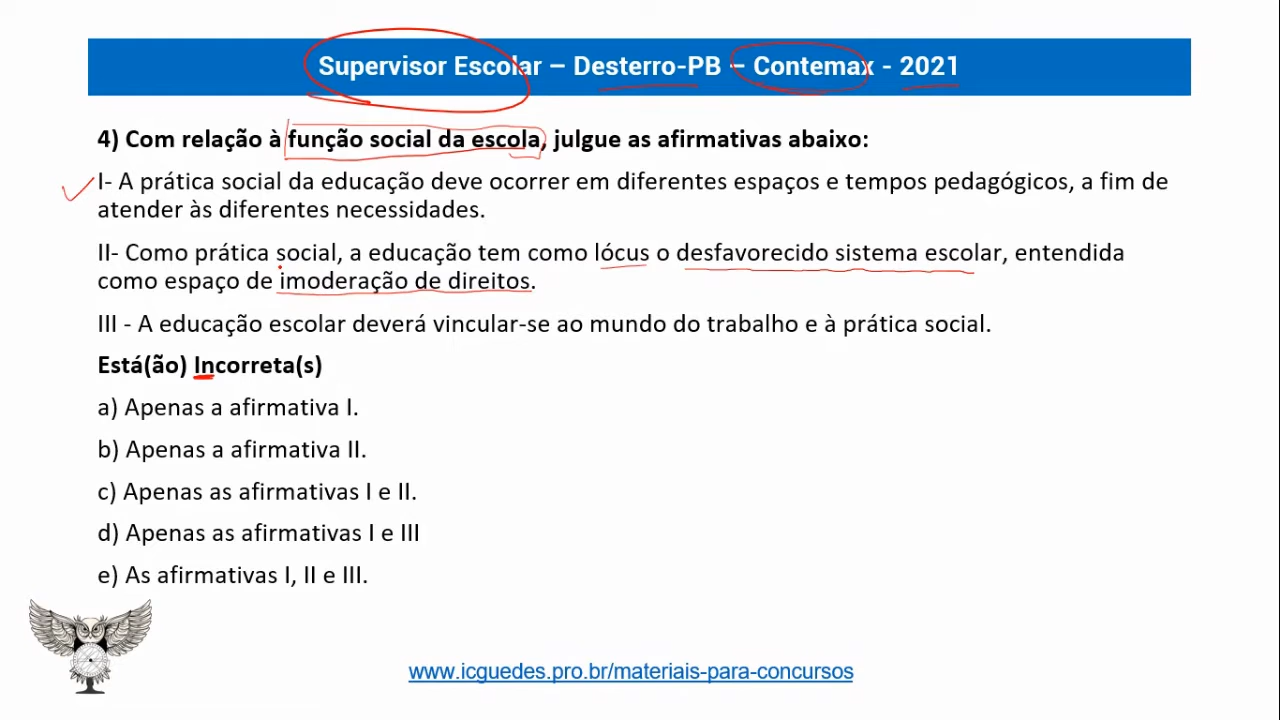 Supervisor Escolar – Desterro-PB – Contemax - 2021
4) Com relação à função social da escola, julgue as afirmativas abaixo:
I- A prática social da educação deve ocorrer em diferentes espaços e tempos pedagógicos, a fim de
atender às diferentes necessidades.
II- Como prática social, a educação tem como lócus o desfavorecido sistema escolar, entendida
como espaço de imoderação de direitos.
III - A educação escolar deverá vincular-se ao mundo do trabalho e à prática social.
Está(ão) Incorreta(s)
a) Apenas a afirmativa I.
b) Apenas a afirmativa II.
c) Apenas as afirmativas I e II.
d) Apenas as afirmativas I e III
e) As afirmativas I, II e III.
www.icguedes.pro.br/materiais-para-concursos